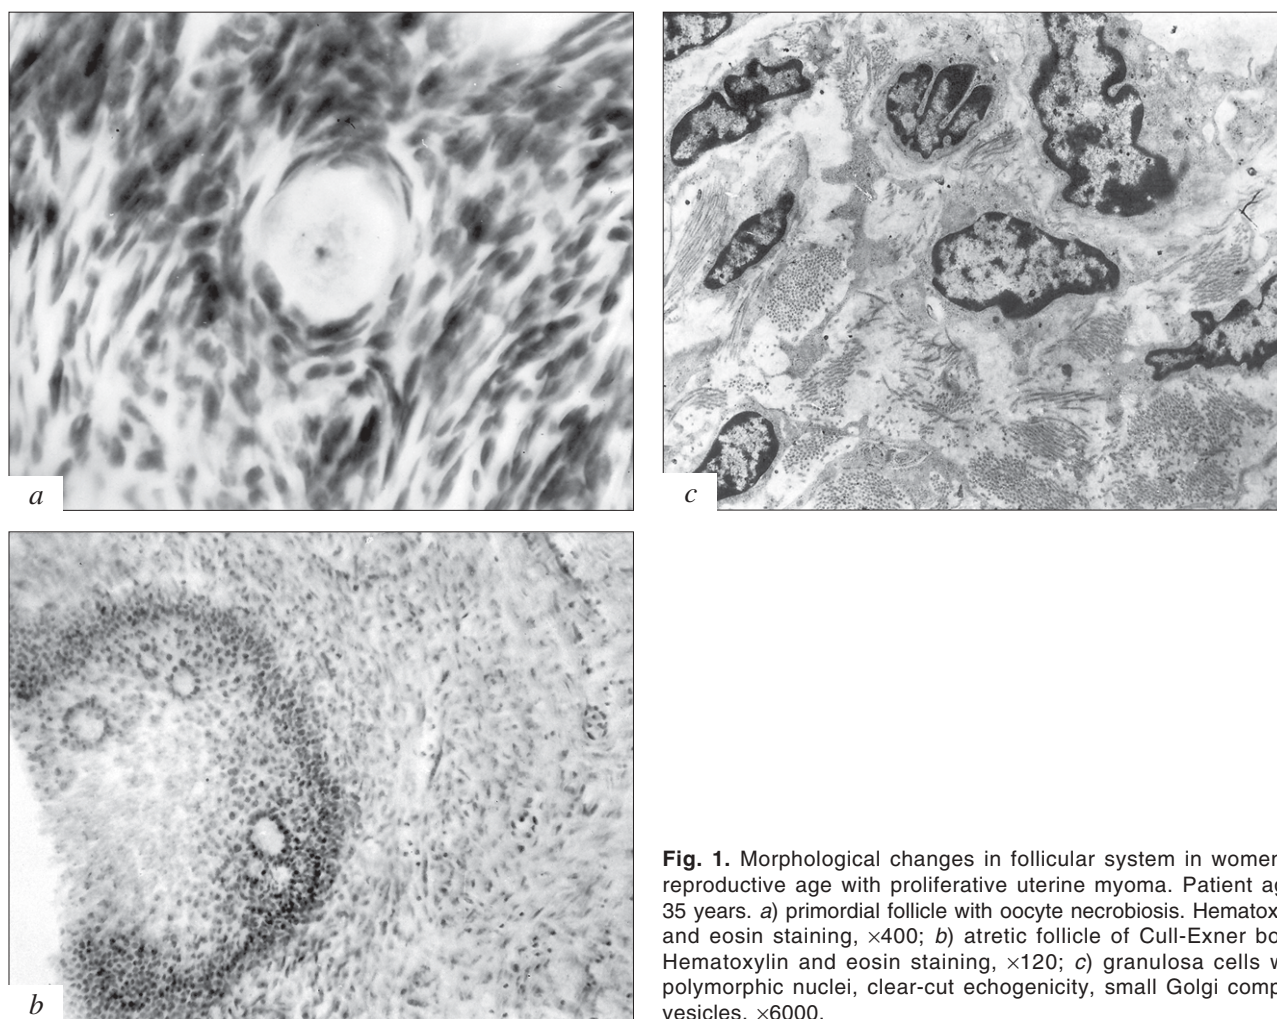 a
c
b
Fig. 1. Morphological changes in follicular system in women
reproductive age with proliferative uterine myoma. Patient ag
35 years. a) primordial follicle with oocyte necrobiosis. Hematox
and eosin staining, ×400; b) atretic follicle of Cull-Exner bo
Hematoxylin and eosin staining, ×120; c) granulosa cells w
polymorphic nuclei, clear-cut echogenicity, small Golgi comp
vesicles, ×6000.